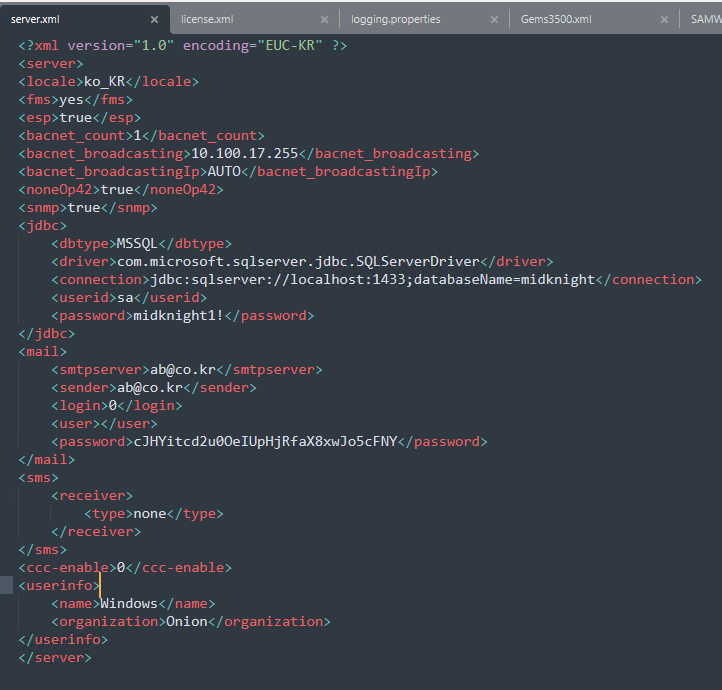 server.xml × license.xml × logging.properties × Gems3500.xml × SAMW
<?xml version="1.0" encoding="EUC-KR" ?>
<server>
<locale>ko_KR</locale>
<fms>yes</fms>
<esp>true</esp>
<bacnet_count>1</bacnet_count>
<bacnet_broadcasting>10.100.17.255</bacnet_broadcasting>
<bacnet_broadcastingIp>AUTO</bacnet_broadcastingIp>
<noneOp42>true</noneOp42>
<snmp>true</snmp>
<jdbc>
    <dbtype>MSSQL</dbtype>
    <driver>com.microsoft.sqlserver.jdbc.SQLServerDriver</driver>
    <connection>jdbc:sqlserver://localhost:1433;databaseName=midknight</connection>
    <userid>sa</userid>
    <password>midknight1!</password>
</jdbc>
<mail>
    <smtpserver>ab@co.kr</smtpserver>
    <sender>ab@co.kr</sender>
    <login>0</login>
    <user></user>
    <password>cJHYitcd2u0OeIUpHjRfaX8xwJo5cFNY</password>
</mail>
<sms>
    <receiver>
        <type>none</type>
    </receiver>
</sms>
<ccc-enable>0</ccc-enable>
<userinfo>
    <name>Windows</name>
    <organization>Onion</organization>
</userinfo>
</server>